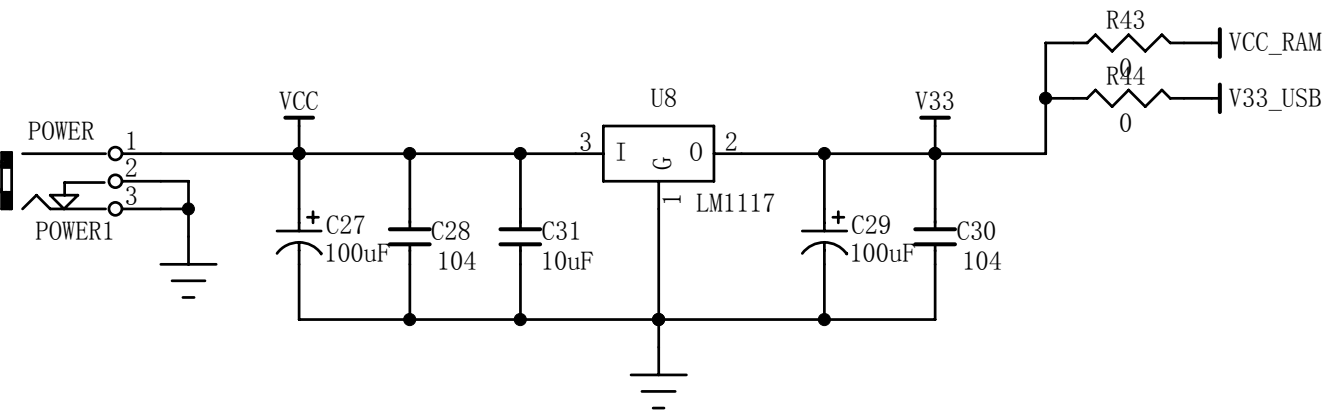 R43
VCC_RAM
0
R44
V33_USB
0
VCC
U8
V33
POWER
1
3
I
G
O
2
2
3
1
LM1117
POWER1
+
C27
100uF
C28
104
C31
10uF
+
C29
100uF
C30
104